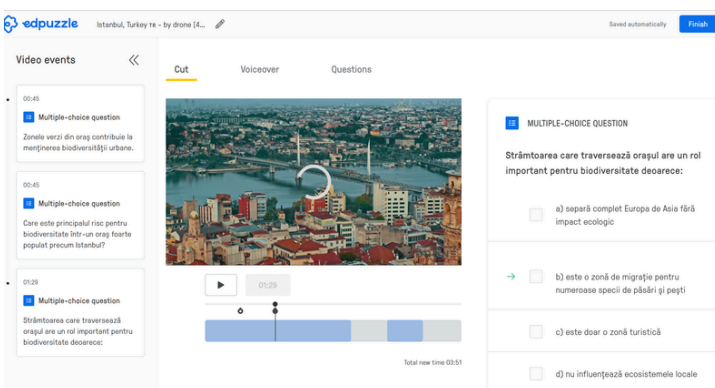 edpuzzle
Istanbul, Turkey TR - by drone [4...
Saved automatically
Finish
Video events
Cut
Voiceover
Questions
00:45
Multiple-choice question
Zonele verzi din oraș contribuie la
menținerea biodiversității urbane.
00:45
Multiple-choice question
Care este principalul risc pentru
biodiversitate într-un oraș foarte
populat precum Istanbul?
01:29
Multiple-choice question
Strâmtoarea care traversează
orașul are un rol important pentru
biodiversitate deoarece:
01:29
Total new time 03:51
MULTIPLE-CHOICE QUESTION
Strâmtoarea care traversează orașul are un rol
important pentru biodiversitate deoarece:
a) separă complet Europa de Asia fără
impact ecologic
b) este o zonă de migrație pentru
numeroase specii de păsări și pești
c) este doar o zonă turistică
d) nu influențează ecosistemele locale